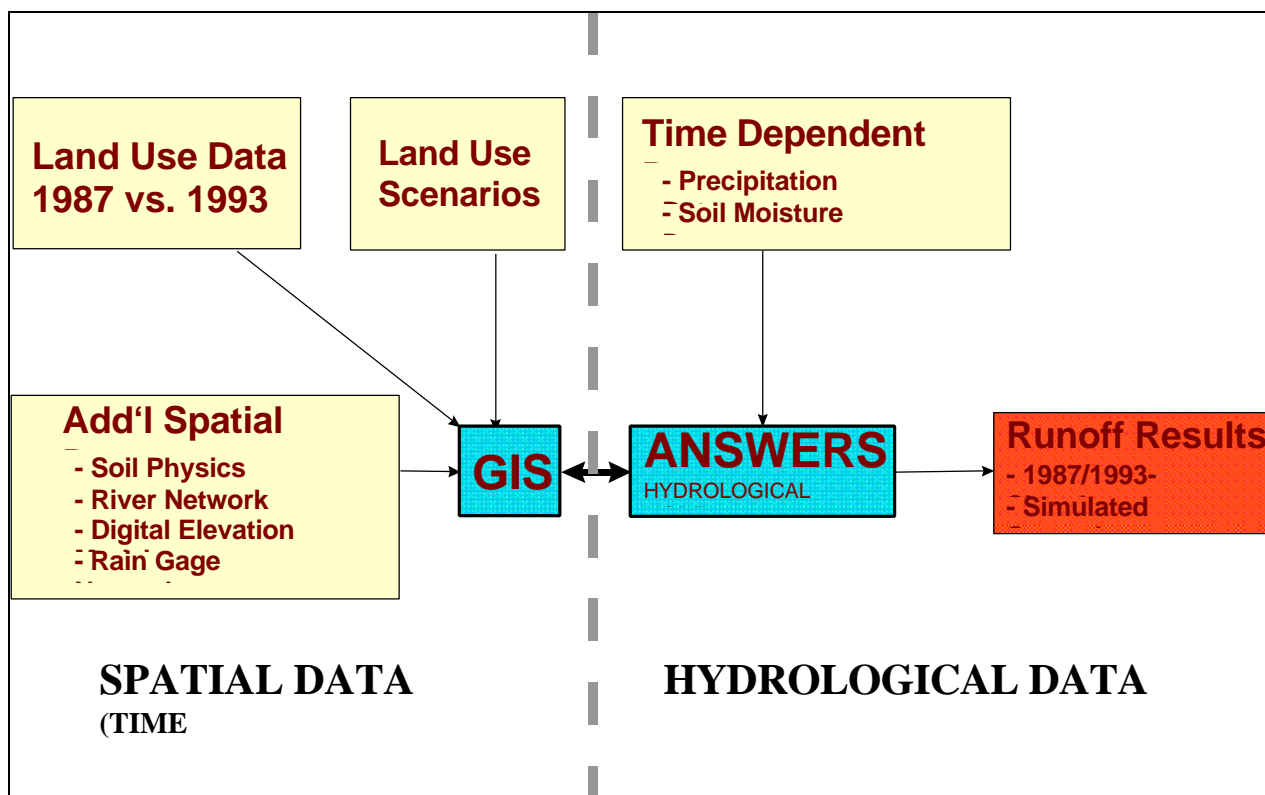 Land Use Data
1987 vs. 1993
Land Use
Scenarios
Time Dependent
- Precipitation
- Soil Moisture
Add‘l Spatial
- Soil Physics
- River Network
- Digital Elevation
- Rain Gage
GIS
ANSWERS
HYDROLOGICAL
Runoff Results
- 1987/1993-
- Simulated
SPATIAL DATA
(TIME
HYDROLOGICAL DATA